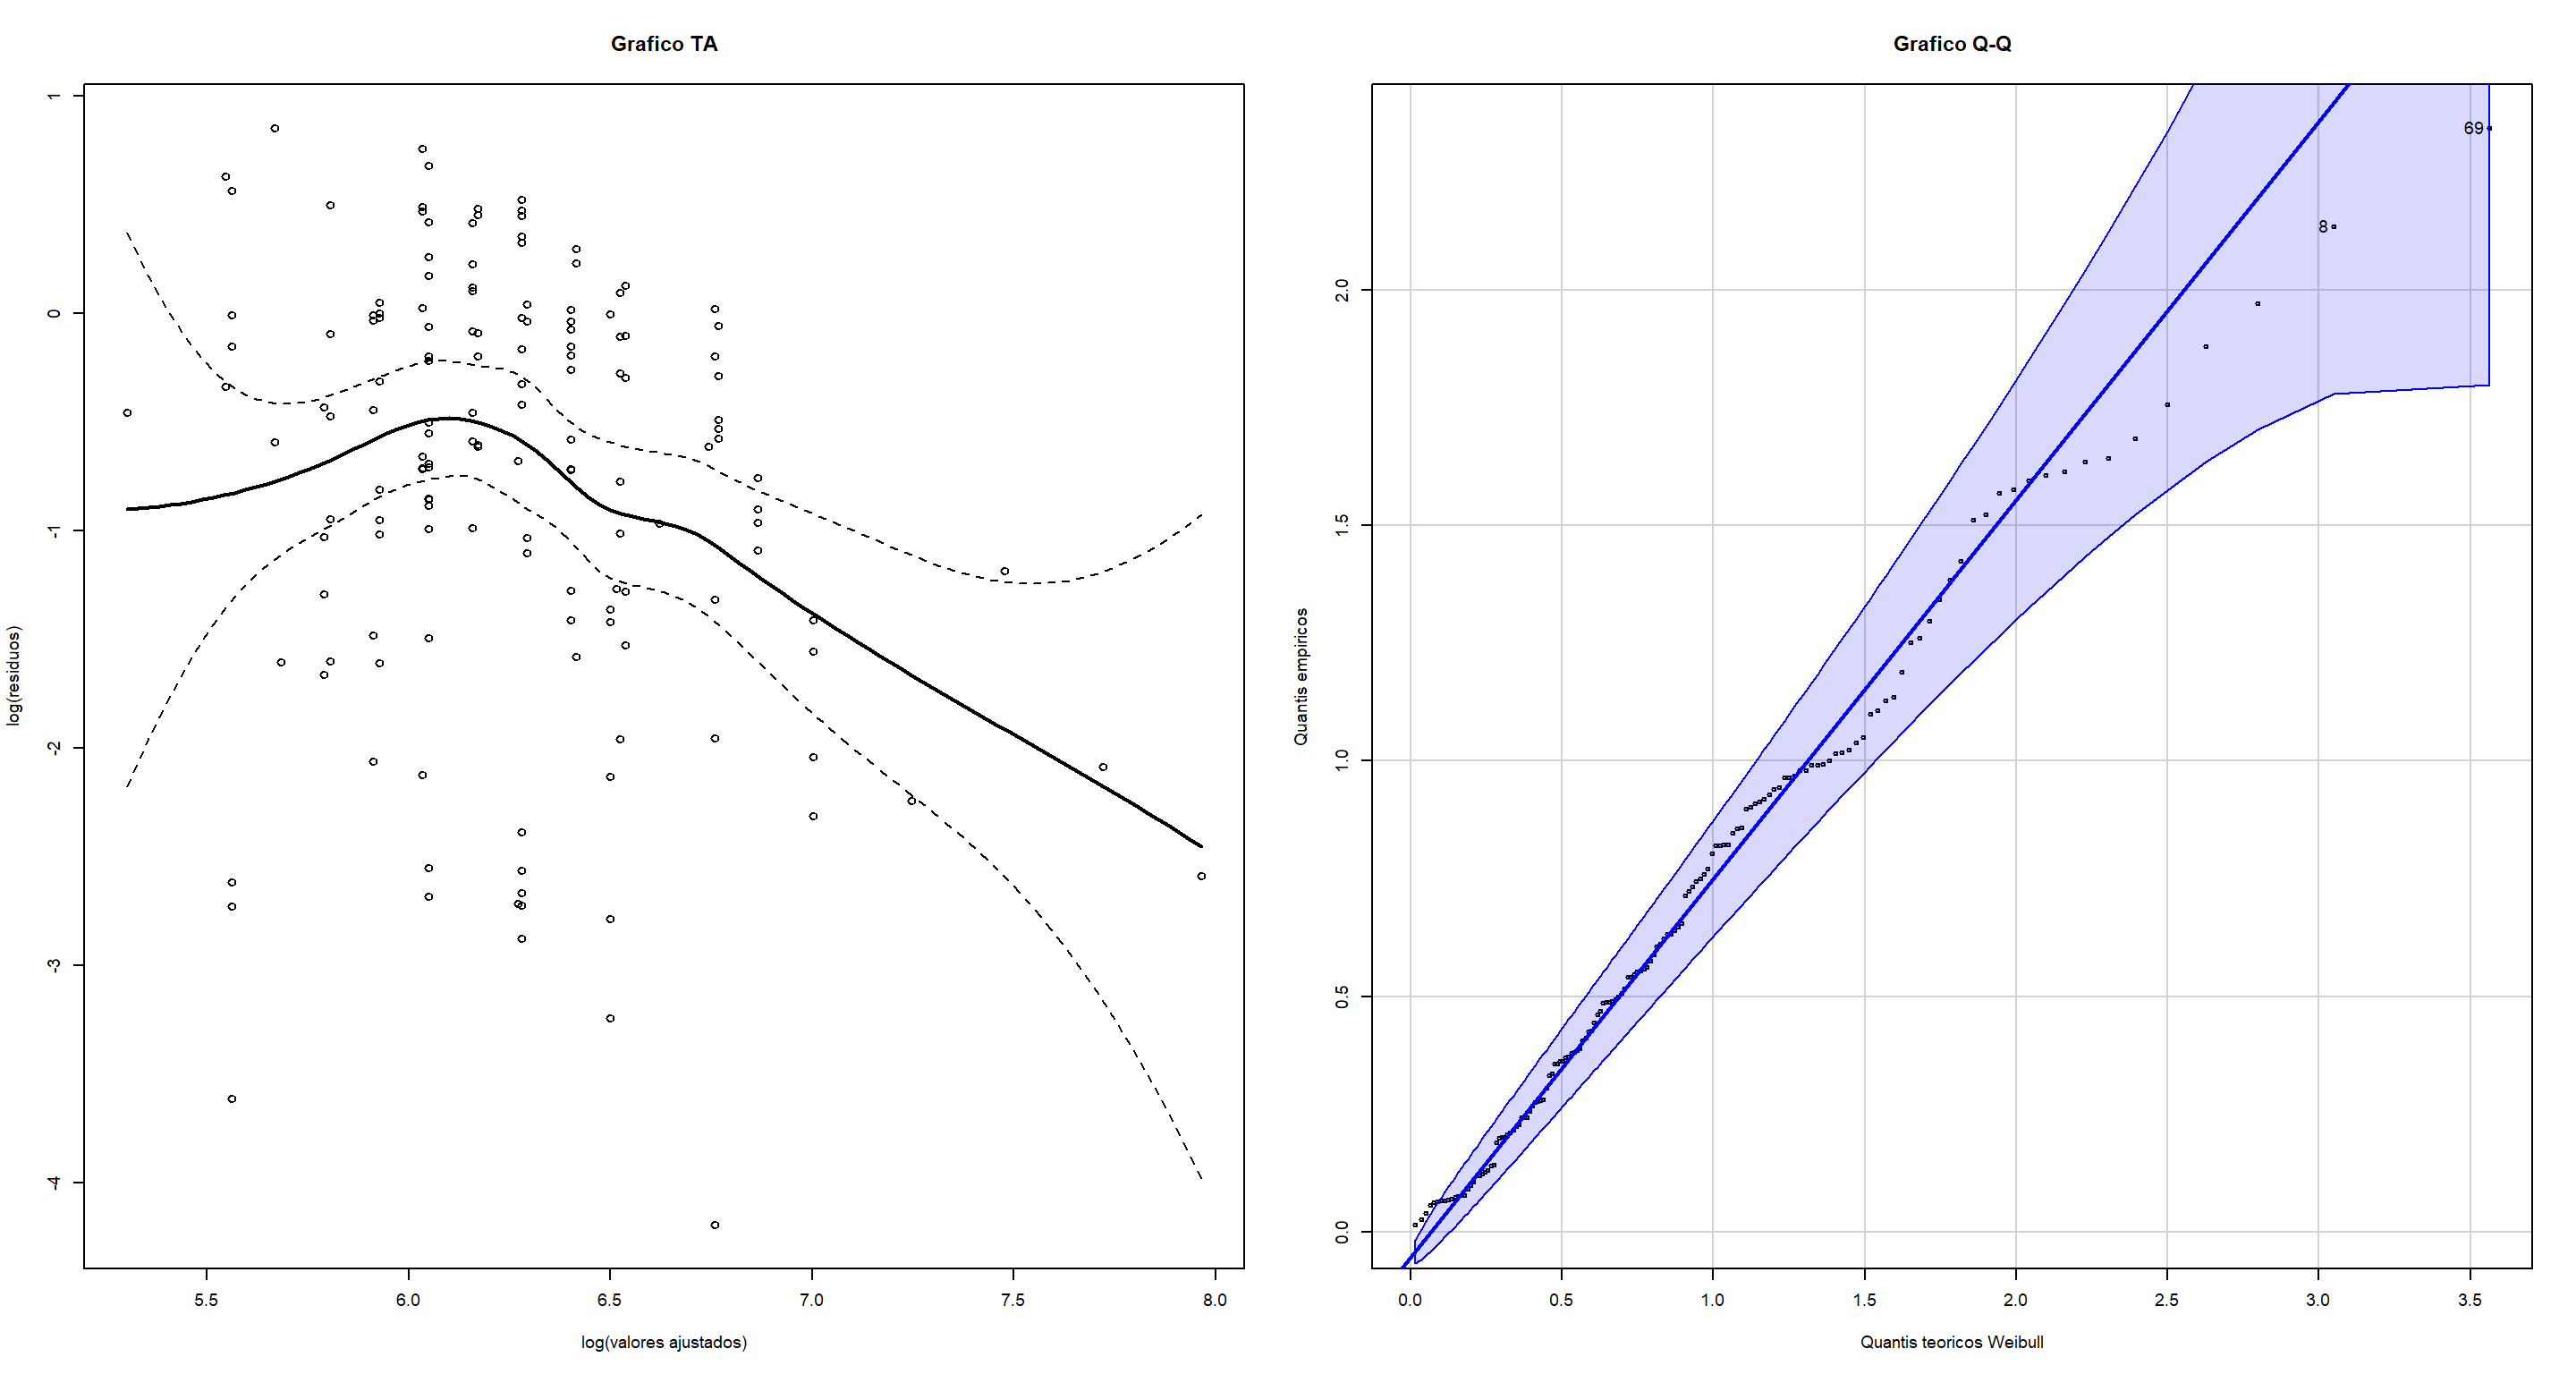 Grafico TA
1
0
-1
-2
-3
-4
log(residuos)
5.5 6.0 6.5 7.0 7.5 8.0
log(valores ajustados)
Grafico Q-Q
69
8
2.0
1.5
1.0
0.5
0.0
Quantis empiricos
0.0 0.5 1.0 1.5 2.0 2.5 3.0 3.5
Quantis teoricos Weibull